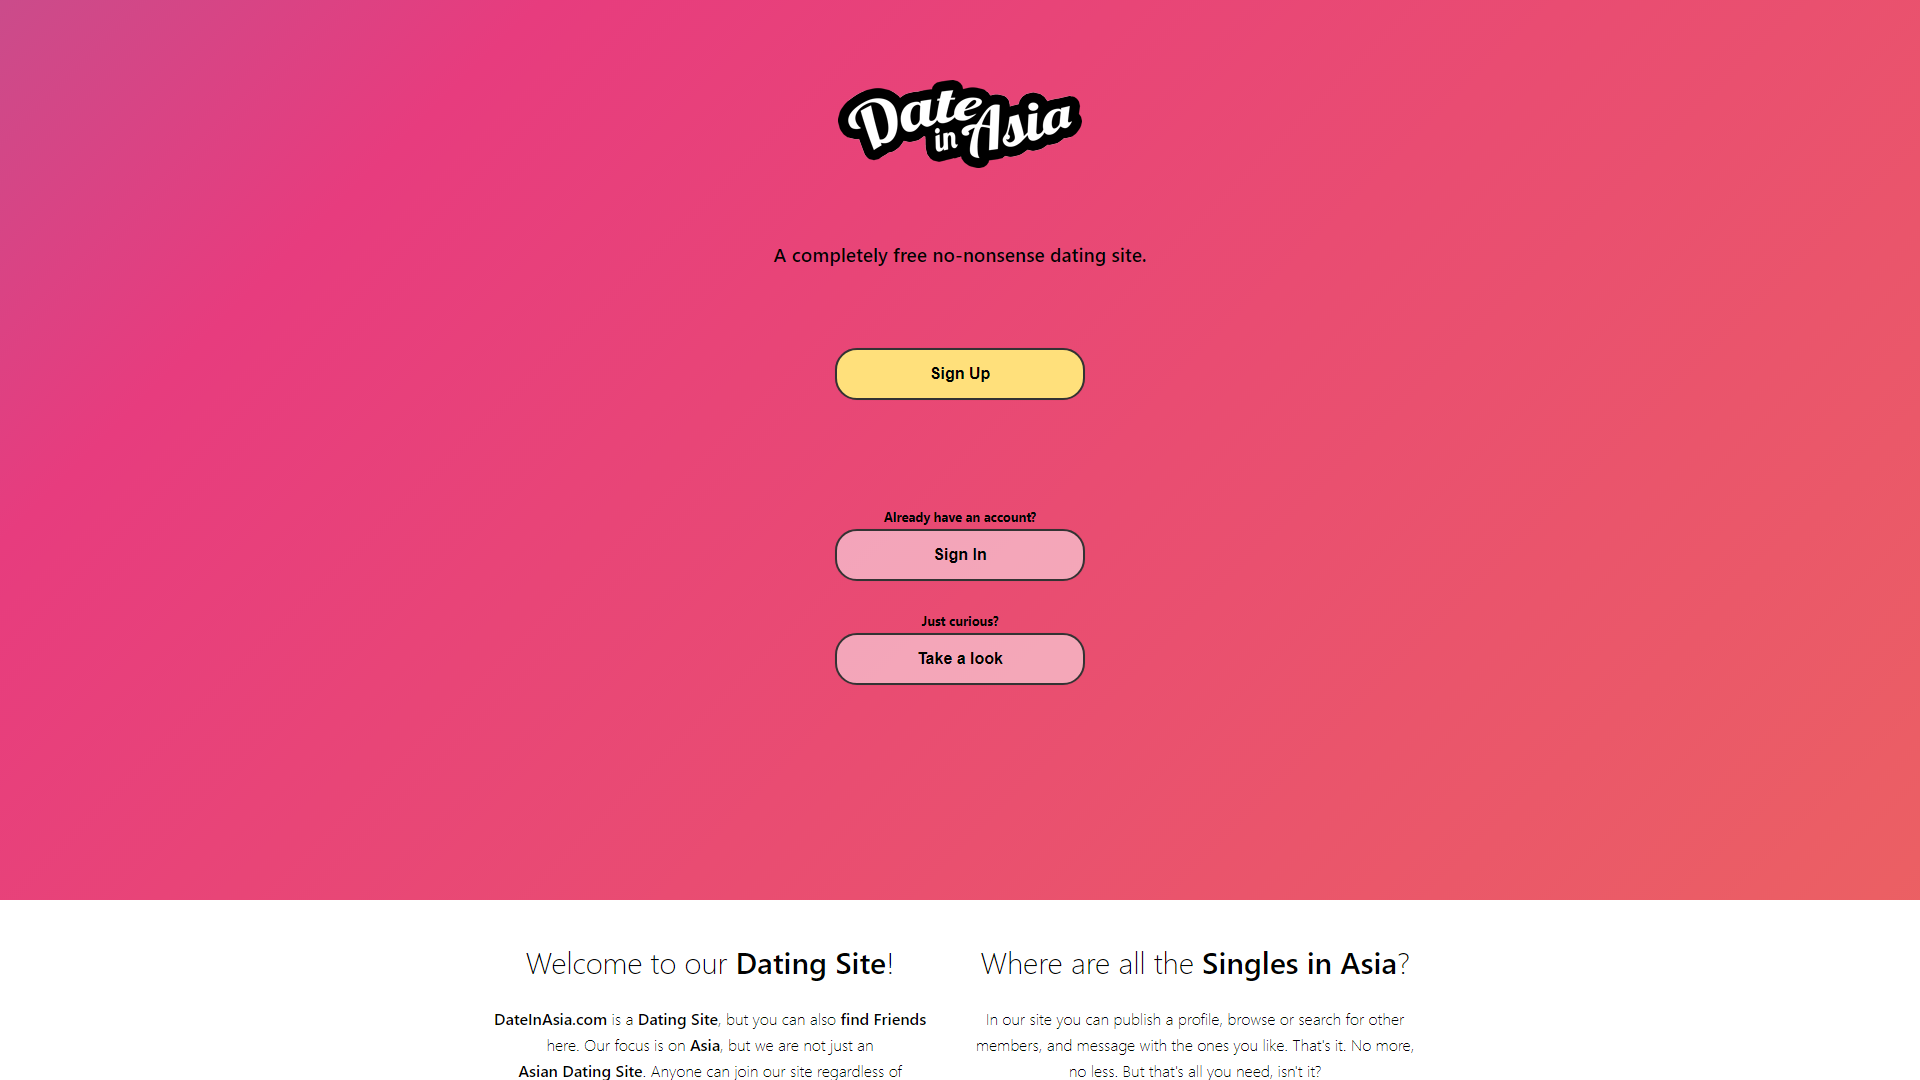 Date in Asia
A completely free no-nonsense dating site.
Sign Up
Already have an account?
Sign In
Just curious?
Take a look
Welcome to our Dating Site!
DateInAsia.com is a Dating Site, but you can also find Friends
here. Our focus is on Asia, but we are not just an
Asian Dating Site. Anyone can join our site regardless of
Where are all the Singles in Asia?
In our site you can publish a profile, browse or search for other
members, and message with the ones you like. That's it. No more,
no less. But that's all you need, isn't it?